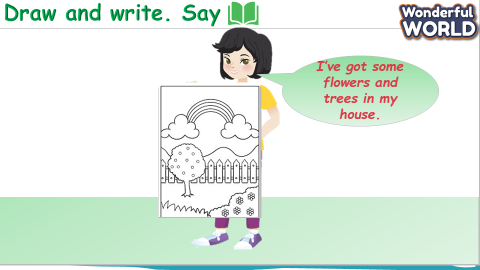 Draw and write. Say
Wonderful
WORLD
I've got some
flowers and
trees in my
house.